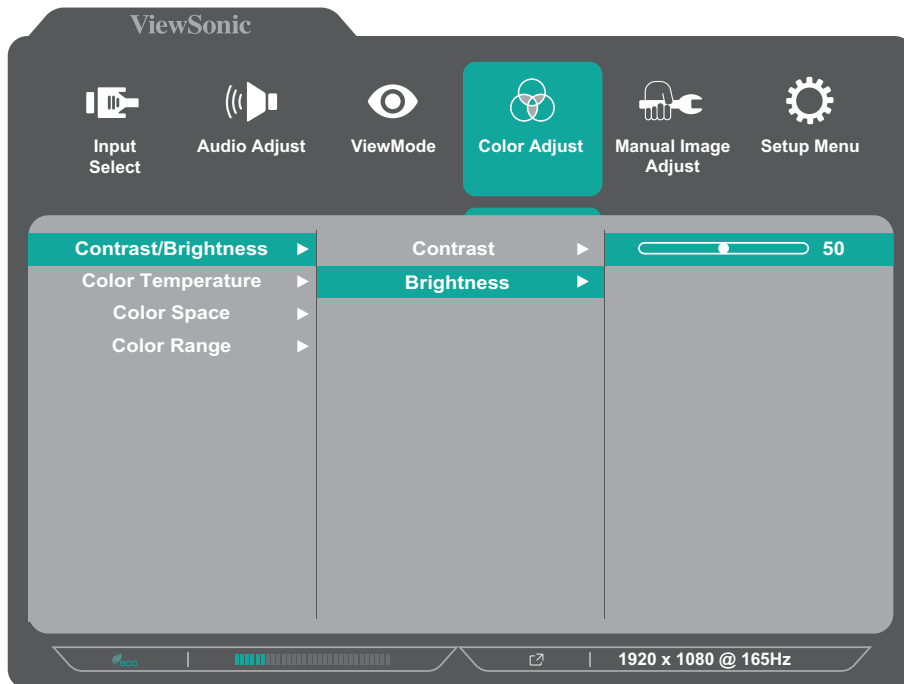 ViewSonic
Input
Select
Audio Adjust
ViewMode
Color Adjust
Manual Image
Adjust
Setup Menu
Contrast/Brightness
Color Temperature
Color Space
Color Range
Contrast
Brightness
50
eco
1920 x 1080 @ 165Hz